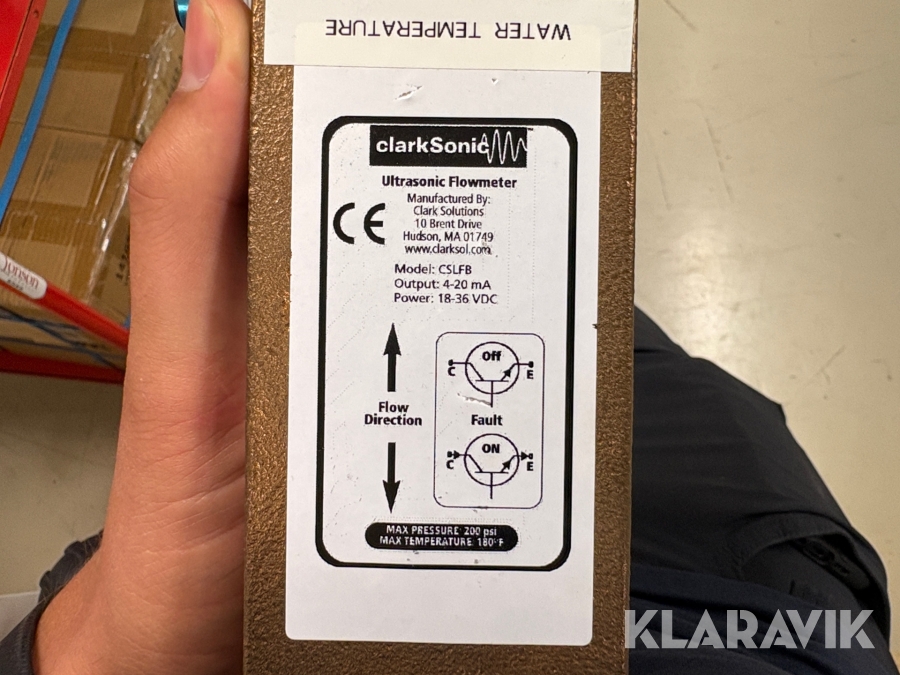 WATER TEMPERATURE
clarkSonic
Ultrasonic Flowmeter
Manufactured By:
Clark Solutions
10 Brent Drive
Hudson, MA 01749
www.clarksol.com
CE
Model: CSLFB
Output: 4-20 mA
Power: 18-36 VDC
Off
C
E
Flow
Direction
Fault
ON
C
E
MAX PRESSURE: 200 psi
MAX TEMPERATURE: 180°F
KLARAVIK